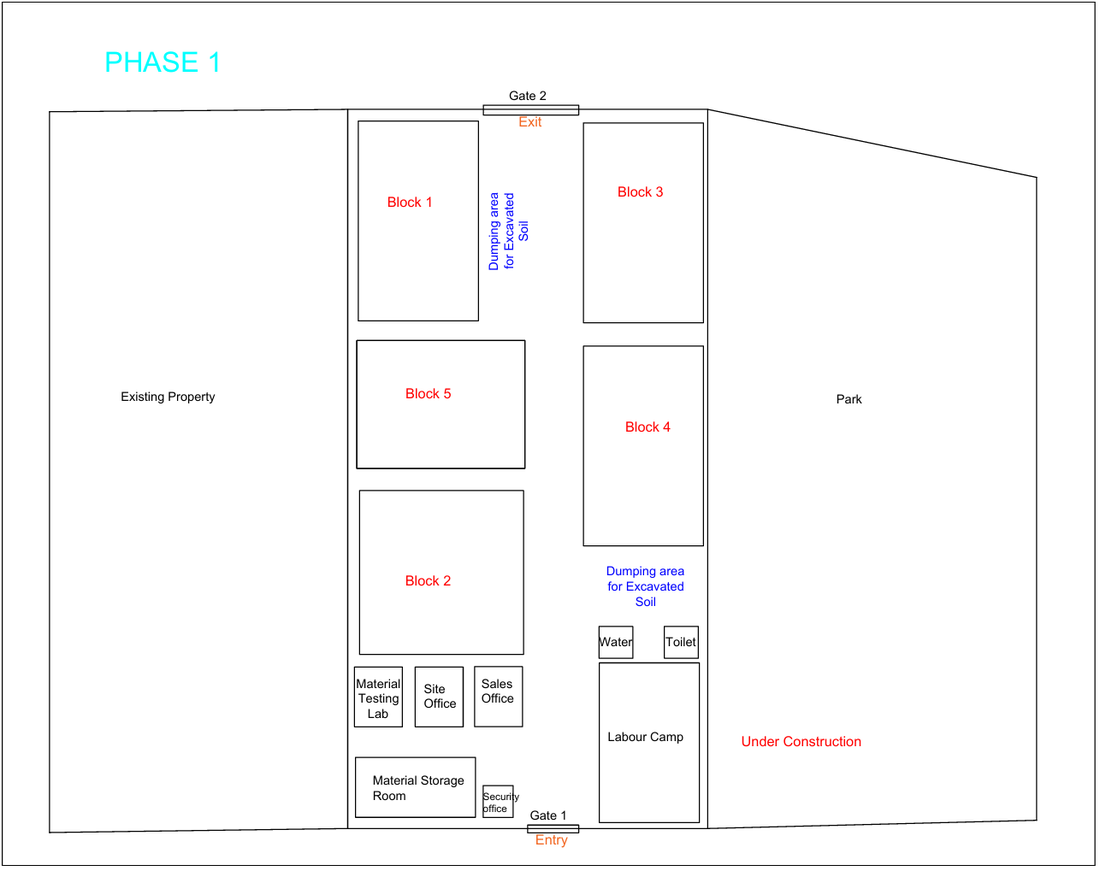 PHASE 1
Gate 2
Exit
Block 1
Dumping area
for Excavated
Soil
Block 3
Existing Property
Block 5
Block 4
Park
Block 2
Dumping area
for Excavated
Soil
Water
Toilet
Material
Testing
Lab
Site
Office
Sales
Office
Labour Camp
Under Construction
Material Storage
Room
Security
office
Gate 1
Entry